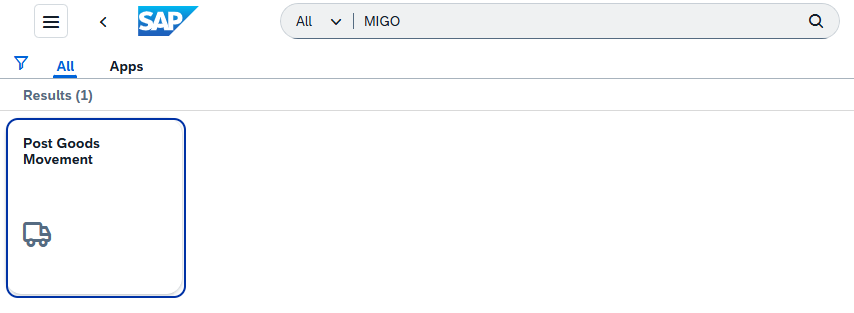 SAP
All MIGO
All Apps
Results (1)
Post Goods
Movement